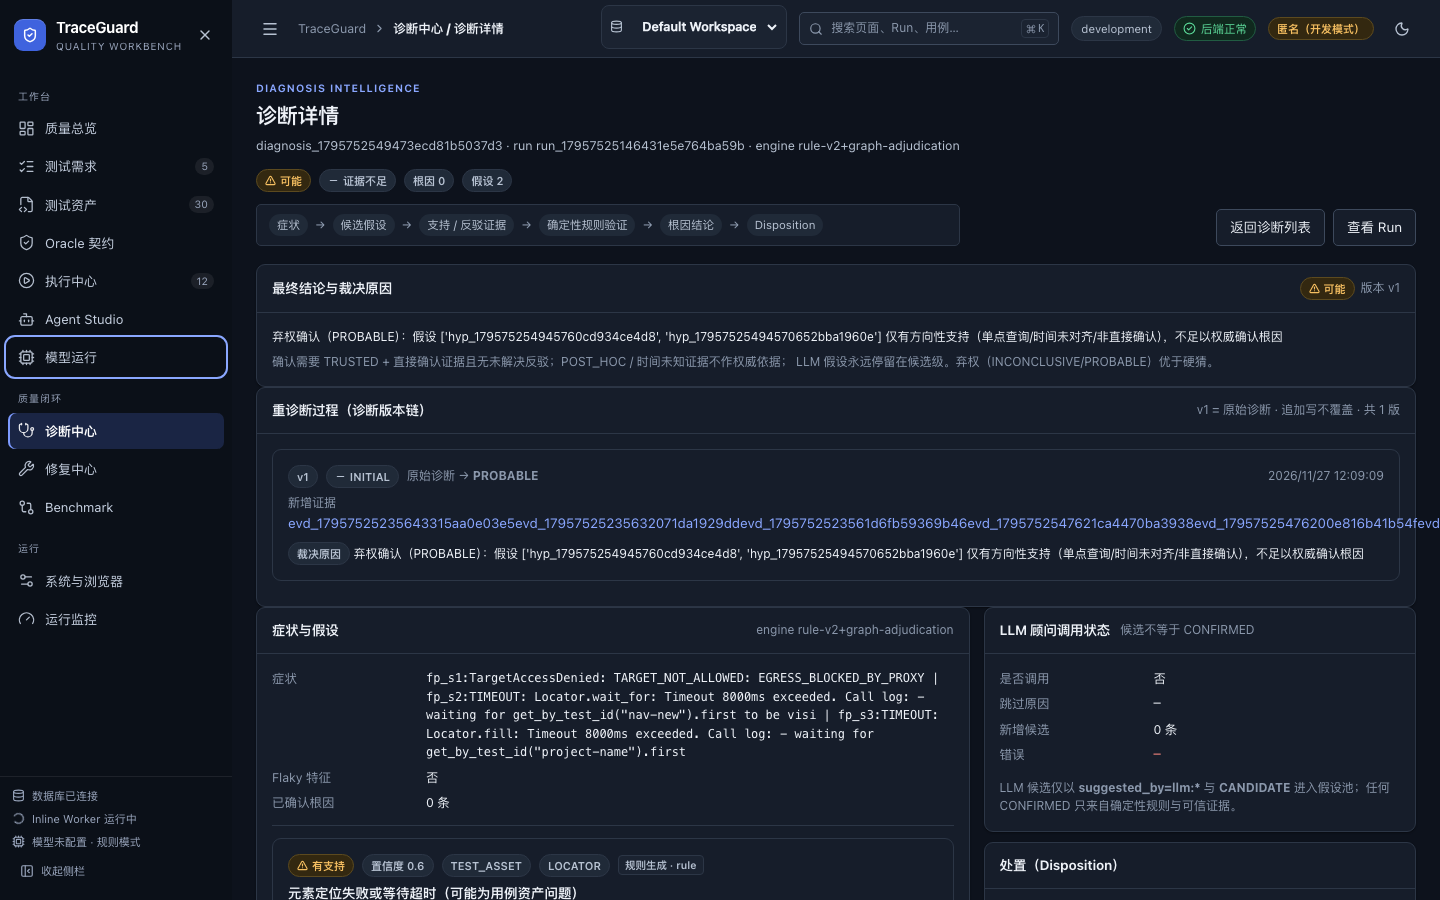 TraceGuard
QUALITY WORKBENCH
工作台
质量总览
测试需求 5
测试资产 30
Oracle 契约
执行中心 12
Agent Studio
模型运行
质量闭环
诊断中心
修复中心
Benchmark
运行
系统与浏览器
运行监控
数据库已连接
Inline Worker 运行中
模型未配置 · 规则模式
收起侧栏
TraceGuard > 诊断中心 / 诊断详情
Default Workspace
搜索页面、Run、用例... ⌘ K
development
后端正常
匿名（开发模式）
DIAGNOSIS INTELLIGENCE
诊断详情
diagnosis_1795752549473ecd81b5037d3 · run run_17957525146431e5e764ba59b · engine rule-v2+graph-adjudication
可能 — 证据不足 根因 0 假设 2
症状 → 候选假设 → 支持 / 反驳证据 → 确定性规则验证 → 根因结论 → Disposition
返回诊断列表 查看 Run
最终结论与裁决原因 可能 版本 v1
弃权确认（PROBABLE）：假设 ['hyp_179575254945760cd934ce4d8', 'hyp_17957525494570652bba1960e'] 仅有方向性支持（单点查询/时间未对齐/非直接确认），不足以权威确认根因
确认需要 TRUSTED + 直接确认证据且无未解决反驳；POST_HOC / 时间未知证据不作权威依据； LLM 假设永远停留在候选级。弃权（INCONCLUSIVE/PROBABLE）优于硬猜。
重诊断过程（诊断版本链） v1 = 原始诊断 · 追加写不覆盖 · 共 1 版
v1 — INITIAL 原始诊断 → PROBABLE 2026/11/27 12:09:09
新增证据
evd_17957525235643315aa0e03e5evd_17957525235632071da1929ddevd_1795752523561d6fb59369b46evd_1795752547621ca4470ba3938evd_17957525476200e816b41b54fevd
裁决原因 弃权确认（PROBABLE）：假设 ['hyp_179575254945760cd934ce4d8', 'hyp_17957525494570652bba1960e'] 仅有方向性支持（单点查询/时间未对齐/非直接确认），不足以权威确认根因
症状与假设 engine rule-v2+graph-adjudication
症状 fp_s1:TargetAccessDenied: TARGET_NOT_ALLOWED: EGRESS_BLOCKED_BY_PROXY |
fp_s2:TIMEOUT: Locator.wait_for: Timeout 8000ms exceeded. Call log: –
waiting for get_by_test_id("nav-new").first to be visi | fp_s3:TIMEOUT:
Locator.fill: Timeout 8000ms exceeded. Call log: – waiting for
get_by_test_id("project-name").first
Flaky 特征 否
已确认根因 0 条
有支持 置信度 0.6 TEST_ASSET LOCATOR 规则生成 · rule
元素定位失败或等待超时（可能为用例资产问题）
LLM 顾问调用状态 候选不等于 CONFIRMED
是否调用 否
跳过原因 —
新增候选 0 条
错误 —
LLM 候选仅以 suggested_by=llm:* 与 CANDIDATE 进入假设池；任何
CONFIRMED 只来自确定性规则与可信证据。
处置（Disposition）